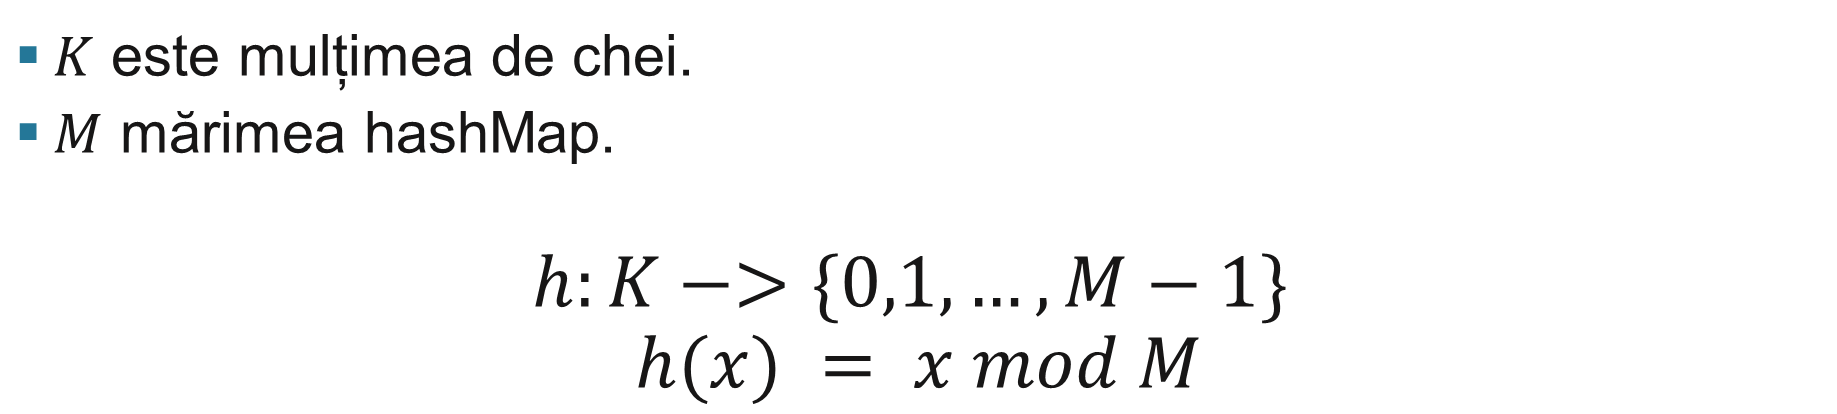 ▪ K este mulțimea de chei.
▪ M mărimea hashMap.
h: K −> {0,1, … , M − 1}
h(x) = x mod M